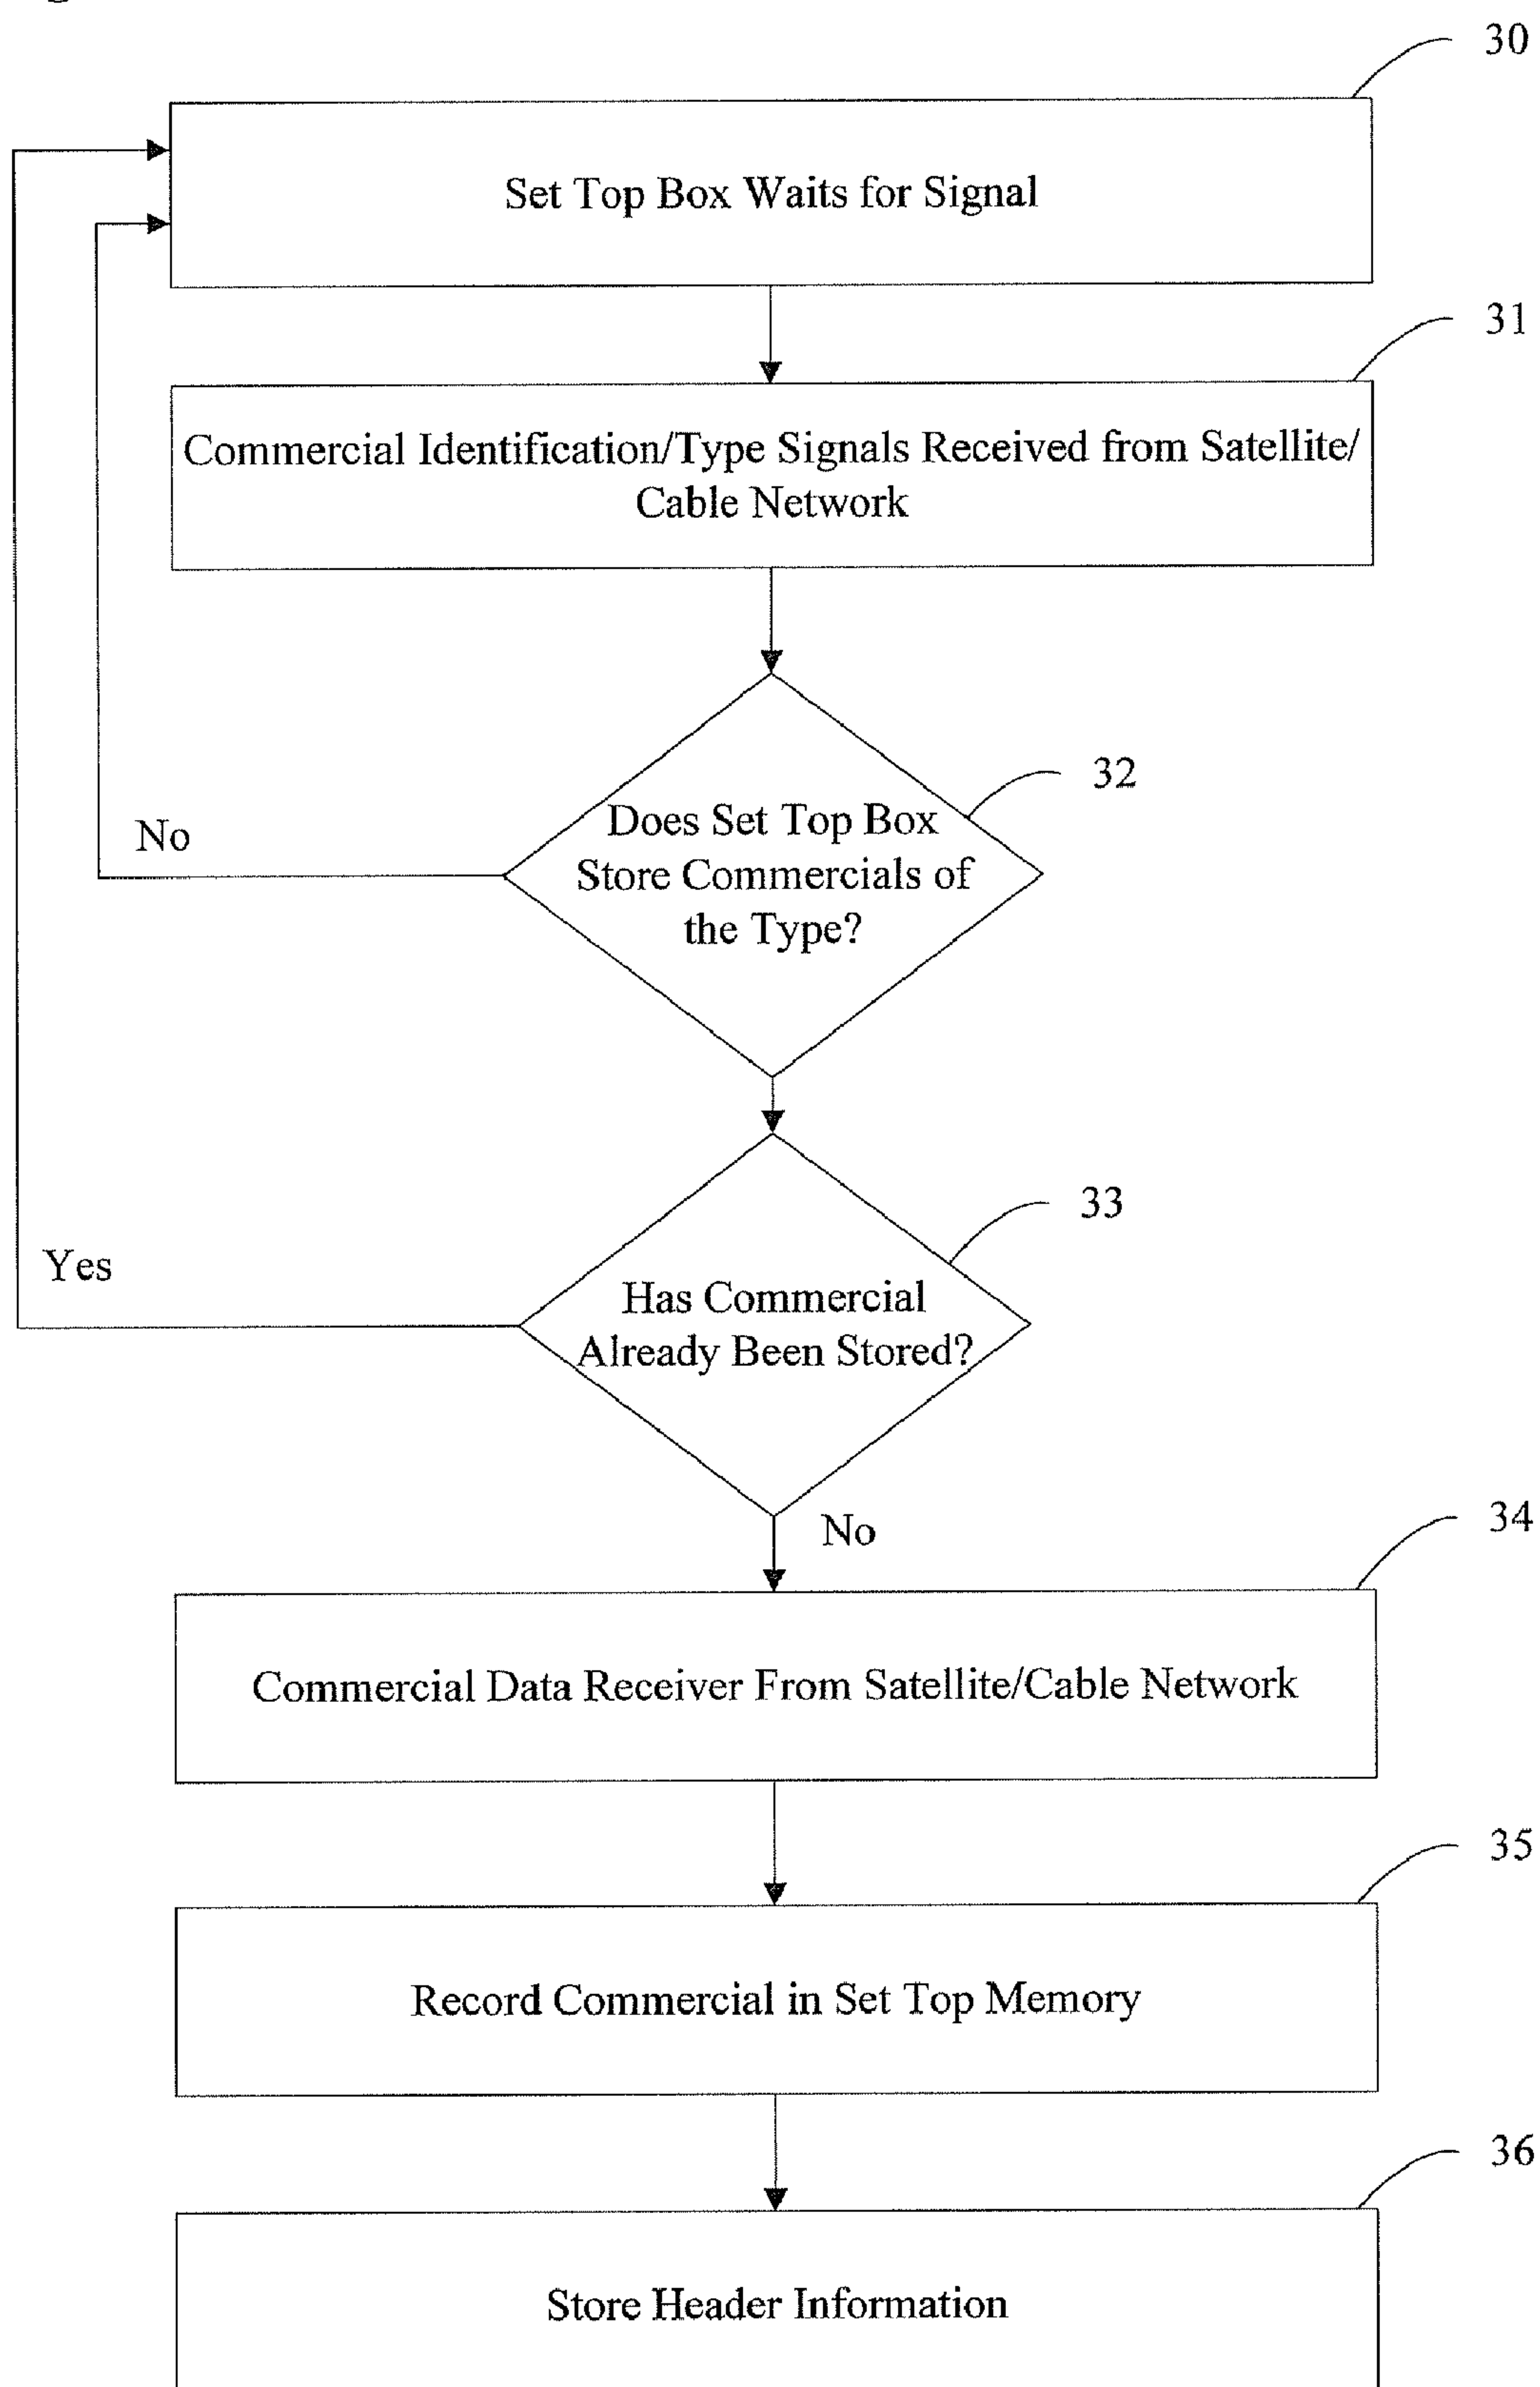 30
Set Top Box Waits for Signal
31
Commercial Identification/Type Signals Received from Satellite/
Cable Network
32
Does Set Top Box
Store Commercials of
the Type?
No
33
Has Commercial
Already Been Stored?
Yes
No
34
Commercial Data Receiver From Satellite/Cable Network
35
Record Commercial in Set Top Memory
36
Store Header Information